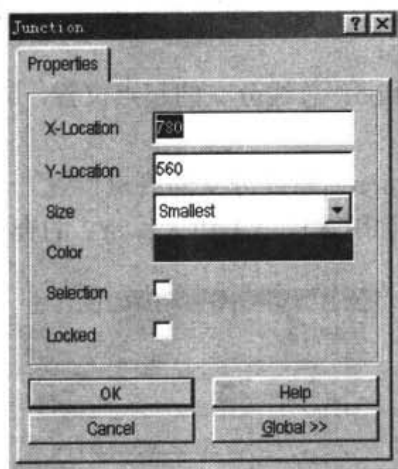 Junction
Properties
X-Location 780
Y-Location 560
Size Smallest
Color
Selection
Locked
OK Help
Cancel Global >>